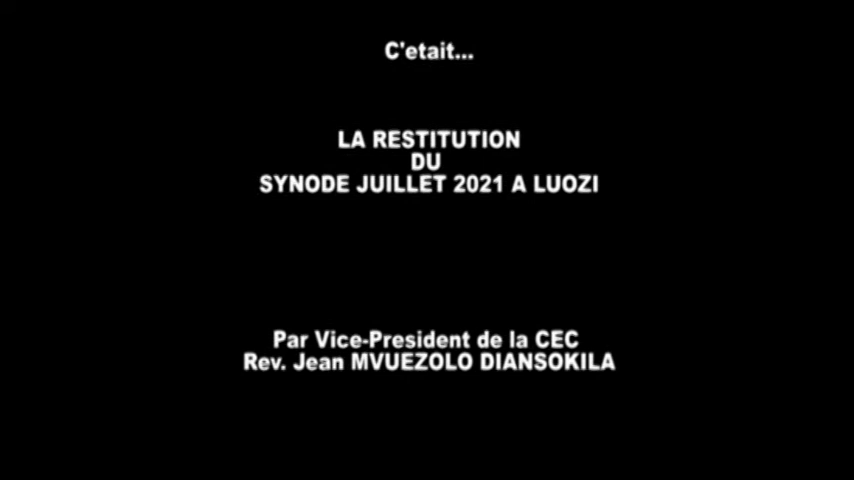 C'etait...
LA RESTITUTION
DU
SYNODE JUILLET 2021 A LUOZI
Par Vice-President de la CEC
Rev. Jean MVUEZOLO DIANSOKILA